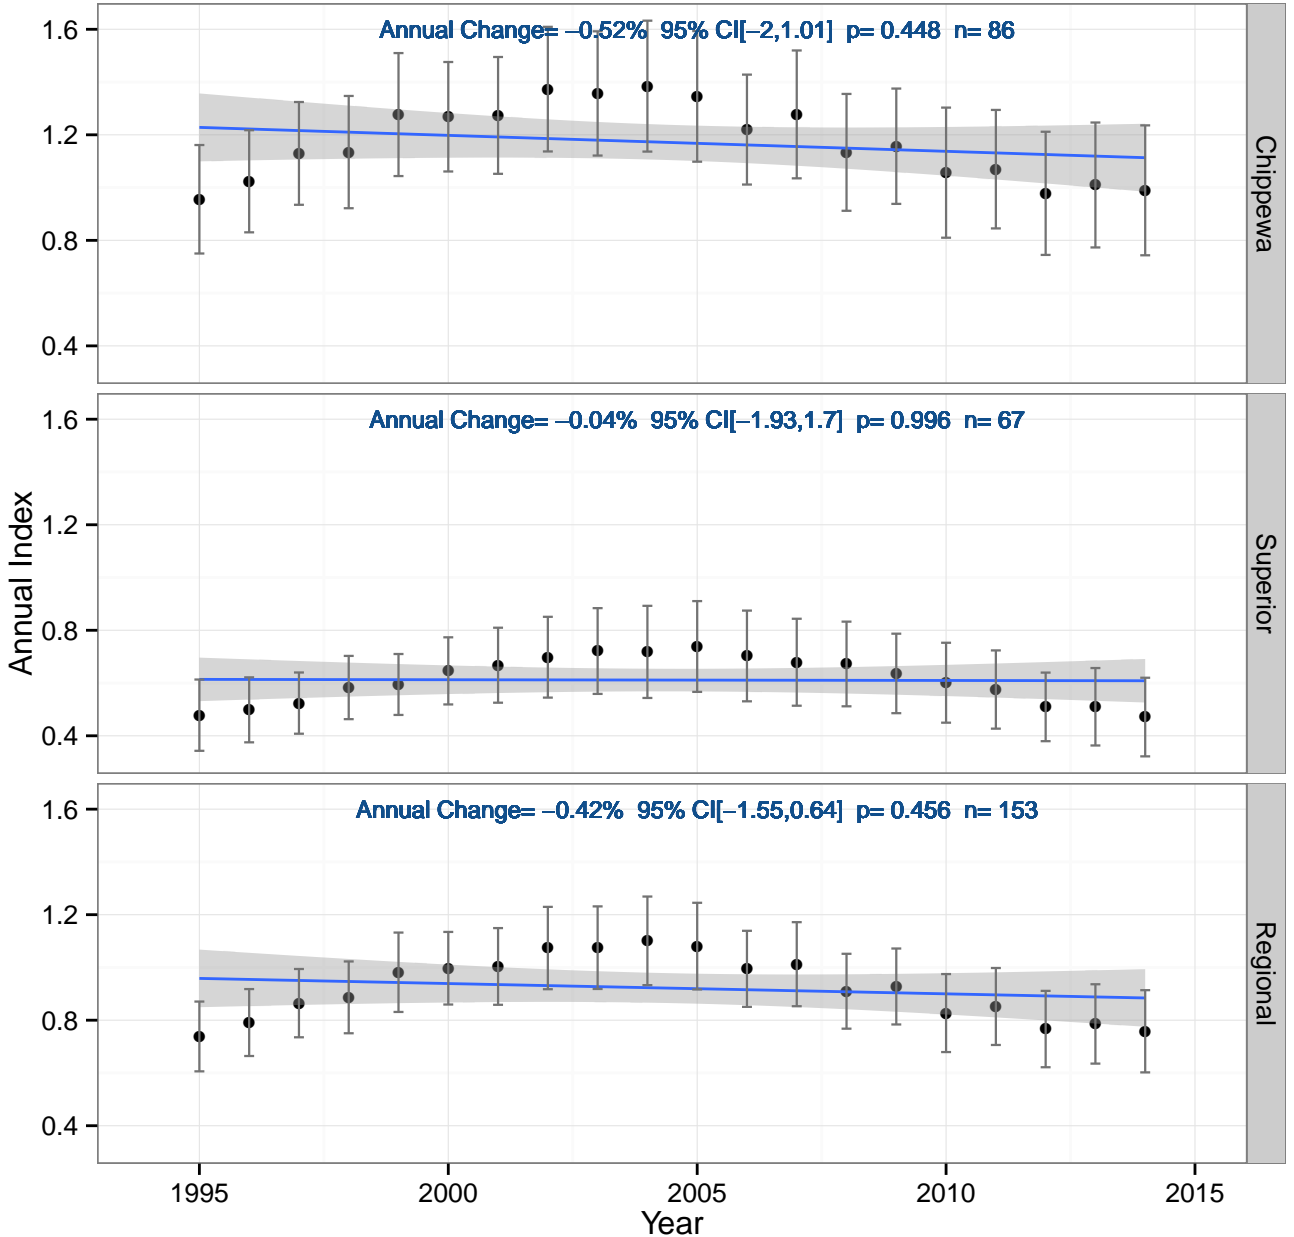 Annual Change= −0.52%  95% CI[−2,1.01]  p= 0.448  n= 86
1.6
1.2
0.8
0.4
Chippewa
Annual Change= −0.04%  95% CI[−1.93,1.7]  p= 0.996  n= 67
1.6
1.2
0.8
0.4
Superior
Annual Index
Annual Change= −0.42%  95% CI[−1.55,0.64]  p= 0.456  n= 153
1.6
1.2
0.8
0.4
Regional
1995 2000 2005 2010 2015
Year